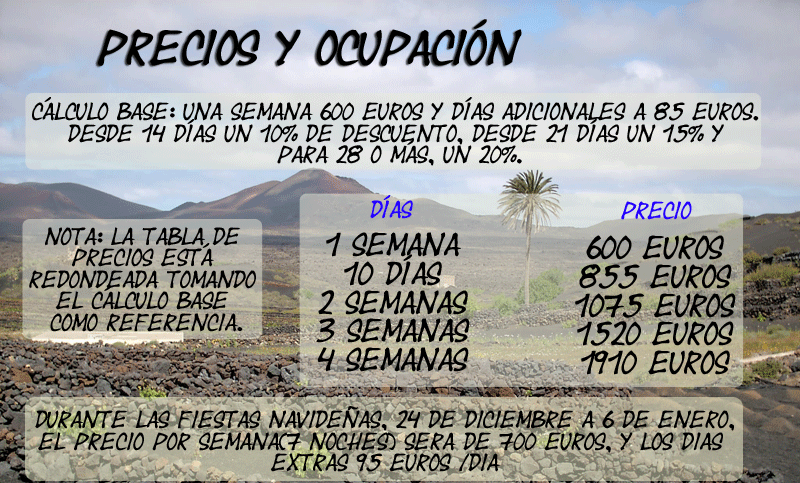 PRECIOS Y OCUPACIÓN
CÁLCULO BASE: UNA SEMANA 600 EUROS Y DÍAS ADICIONALES A 85 EUROS.
DESDE 14 DÍAS UN 10% DE DESCUENTO, DESDE 21 DÍAS UN 15% Y
PARA 28 O MÁS, UN 20%.
NOTA: LA TABLA DE
PRECIOS ESTÁ
REDONDEADA TOMANDO
EL CÁLCULO BASE
COMO REFERENCIA.
DÍAS PRECIO
1 SEMANA 600 EUROS
10 DÍAS 855 EUROS
2 SEMANAS 1075 EUROS
3 SEMANAS 1520 EUROS
4 SEMANAS 1910 EUROS
DURANTE LAS FIESTAS NAVIDEÑAS, 24 DE DICIEMBRE A 6 DE ENERO,
EL PRECIO POR SEMANA(7 NOCHES) SERA DE 700 EUROS, Y LOS DIAS
EXTRAS 95 EUROS /DIA